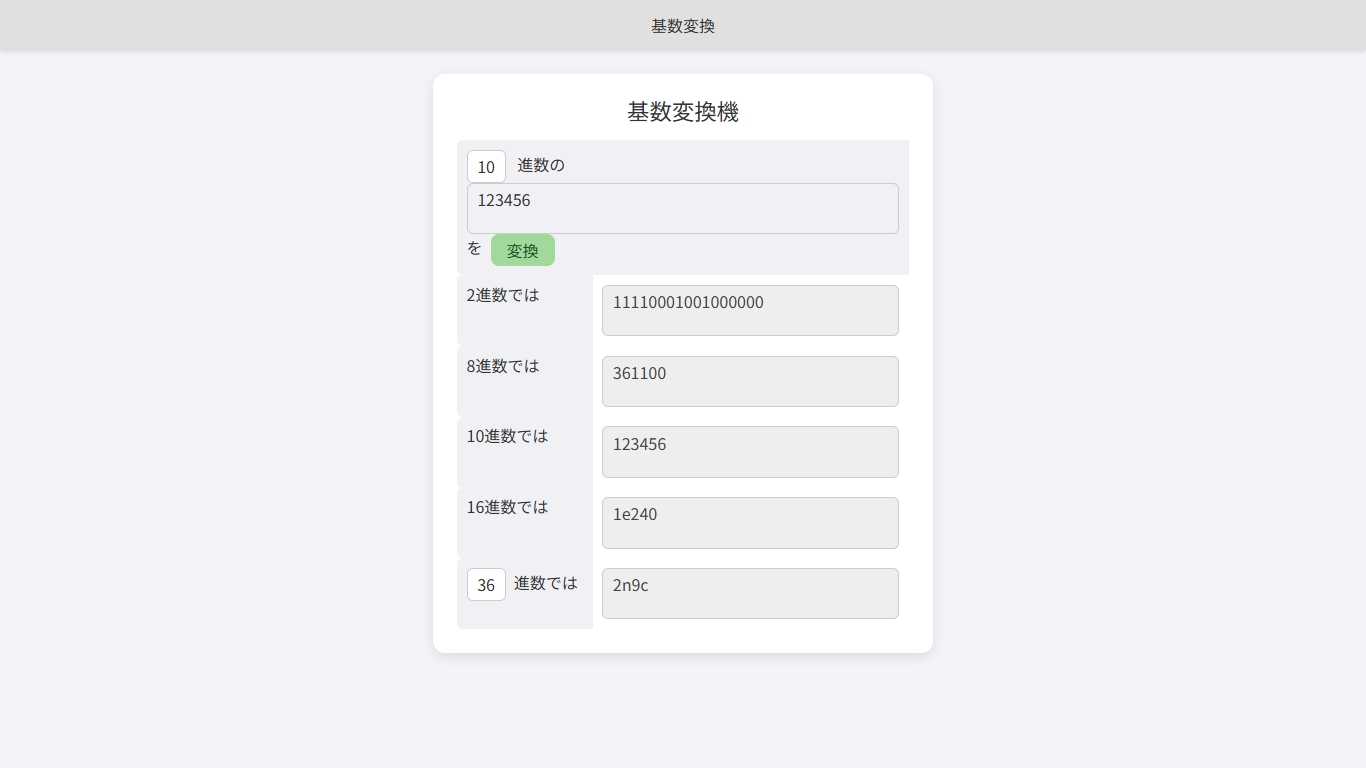 基数変換
基数変換機
10 進数の
123456
を 変換
2進数では 11110001001000000
8進数では 361100
10進数では 123456
16進数では 1e240
36 進数では 2n9c